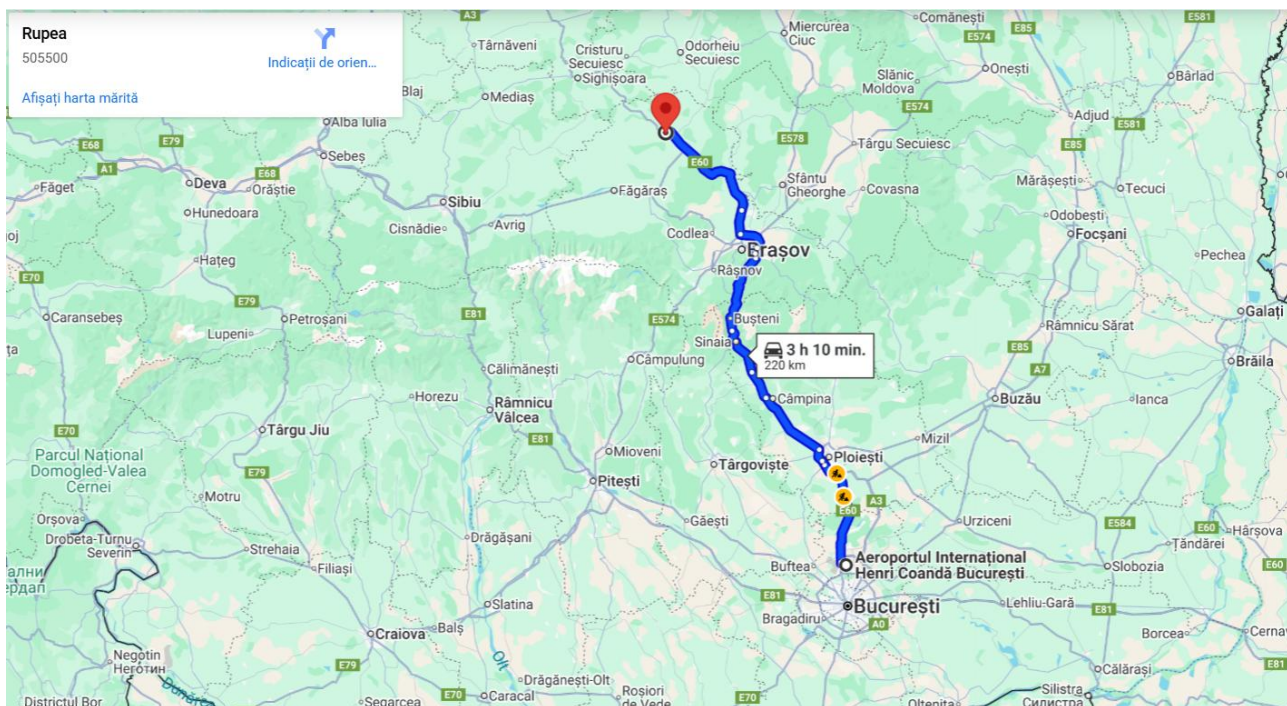 Rupea
505500
Indicații de orien...
Afișați harta mărită
E581
Comănești
E574
Miercurea
Ciuc
Târnăveni
Cristuru
Secuiesc
Odorheiu
Secuiesc
A3
Onești
Bârlad
Sighișoara
Slănic
Moldova
Blaj
Mediaș
E574
Adjud
E581
Alba Iulia
E68
E79
E578
E85
Sebeș
Târgu Secuiesc
A1
E68
E60
Făget
Deva
Orăștie
Sfântu
Gheorghe
Covasna
Mărășești
Tecuci
Făgăraș
Sibiu
Hunedoara
Avrig
Cisnădie
Codlea
Odobești
Focșani
Brașov
Hațeg
Pechea
E70
Râșnov
E79
Caransebeș
Petroșani
E81
E574
Bușteni
Galați
Lupeni
Râmnicu Sărat
Sinaia
3 h 10 min.
220 km
E85
Câmpulung
Brăila
Călimănești
A7
Horezu
Câmpina
Buzău
Ianca
Râmnicu
Vâlcea
E70
Târgu Jiu
E81
Mizil
Mioveni
Ploiești
Parcul Național
Domogled-Valea
Cernei
Târgoviște
E79
Pitești
A3
Motru
E60
Orșova
Găești
Urziceni
E584
E60
Hârșova
Drobeta-Turnu
Severin
Strehaia
Drăgășani
Țăndărei
Filiași
Buftea
Aeroportul Internațional
Henri Coandă București
Slobozia
E60
E81
București
Slatina
Lehliu-Gară
E81
Bragadiru
A0
Balș
Craiova
Borcea
Cernav
Olt
Negotin
Неготин
E79
Călărași
Drăgănești-Olt
E70
Caracal
Roșiori
de Vede
E70
Silistra
Силистра
Districtul Bor
Segarcea
Oltenița